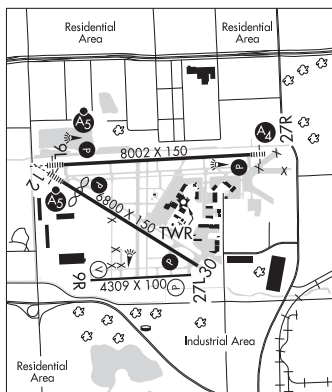 Residential
Area
Residential
Area
A5
A4
9L
P
27R
8002 X 150
P
12
P
A5
6800 X 150
TWR
P
V
9R
4309 X 100
P
27L
30
Industrial Area
Residential
Area